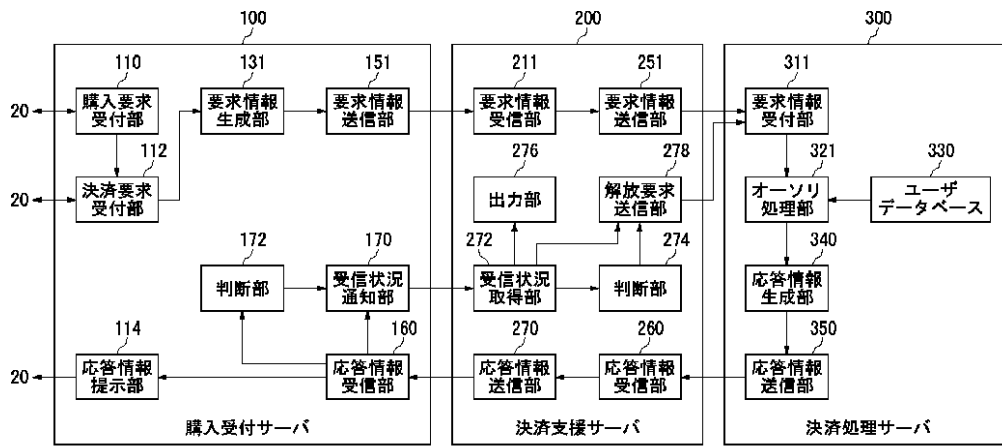 100
200
300
110
131
151
211
251
311
20
購入要求
受付部
要求情報
生成部
要求情報
送信部
要求情報
受信部
要求情報
送信部
要求情報
受付部
112
276
278
321
330
20
決済要求
受付部
出力部
解放要求
送信部
オーソリ
処理部
ユーザ
データベース
172
170
272
274
340
判断部
受信状況
通知部
受信状況
取得部
判断部
応答情報
生成部
114
160
270
260
350
20
応答情報
提示部
応答情報
受信部
応答情報
送信部
応答情報
受信部
応答情報
送信部
購入受付サーバ
決済支援サーバ
決済処理サーバ